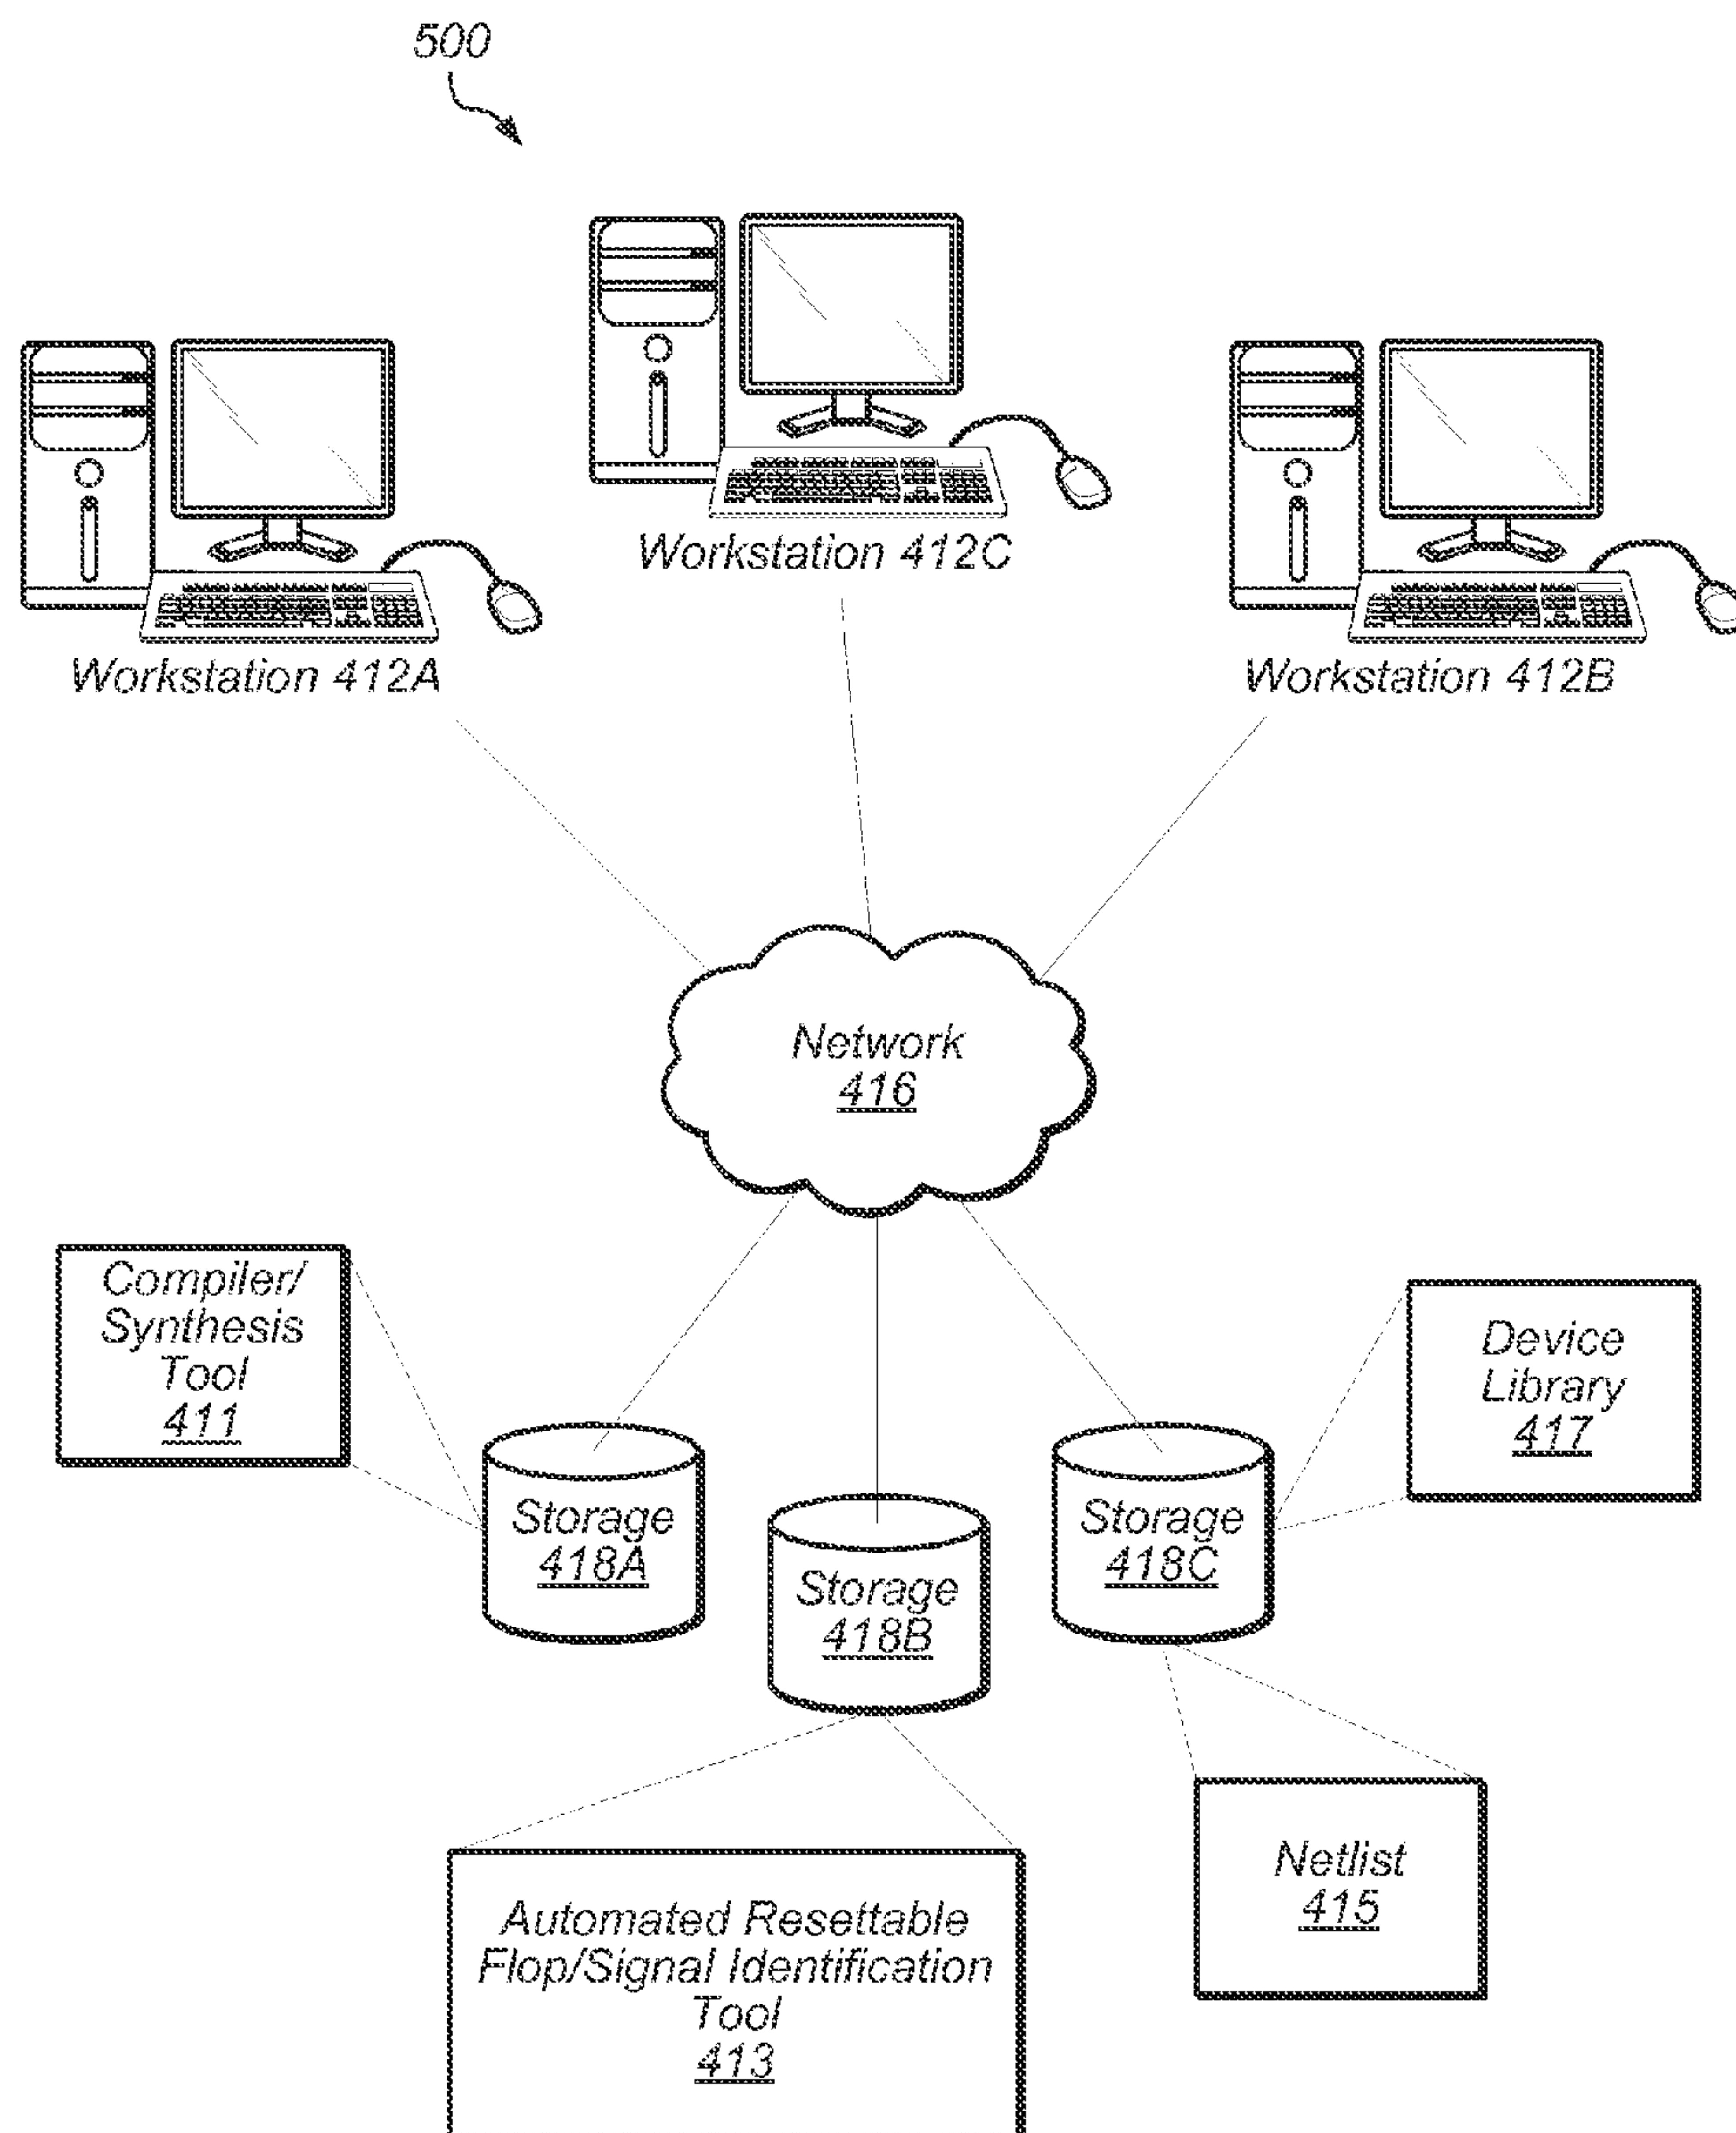 500
Workstation 412C
Workstation 412A
Workstation 412B
Network
416
Compiler/
Synthesis
Tool
411
Device
Library
417
Storage
418A
Storage
418B
Storage
418C
Netlist
415
Automated Resettable
Flop/Signal Identification
Tool
413